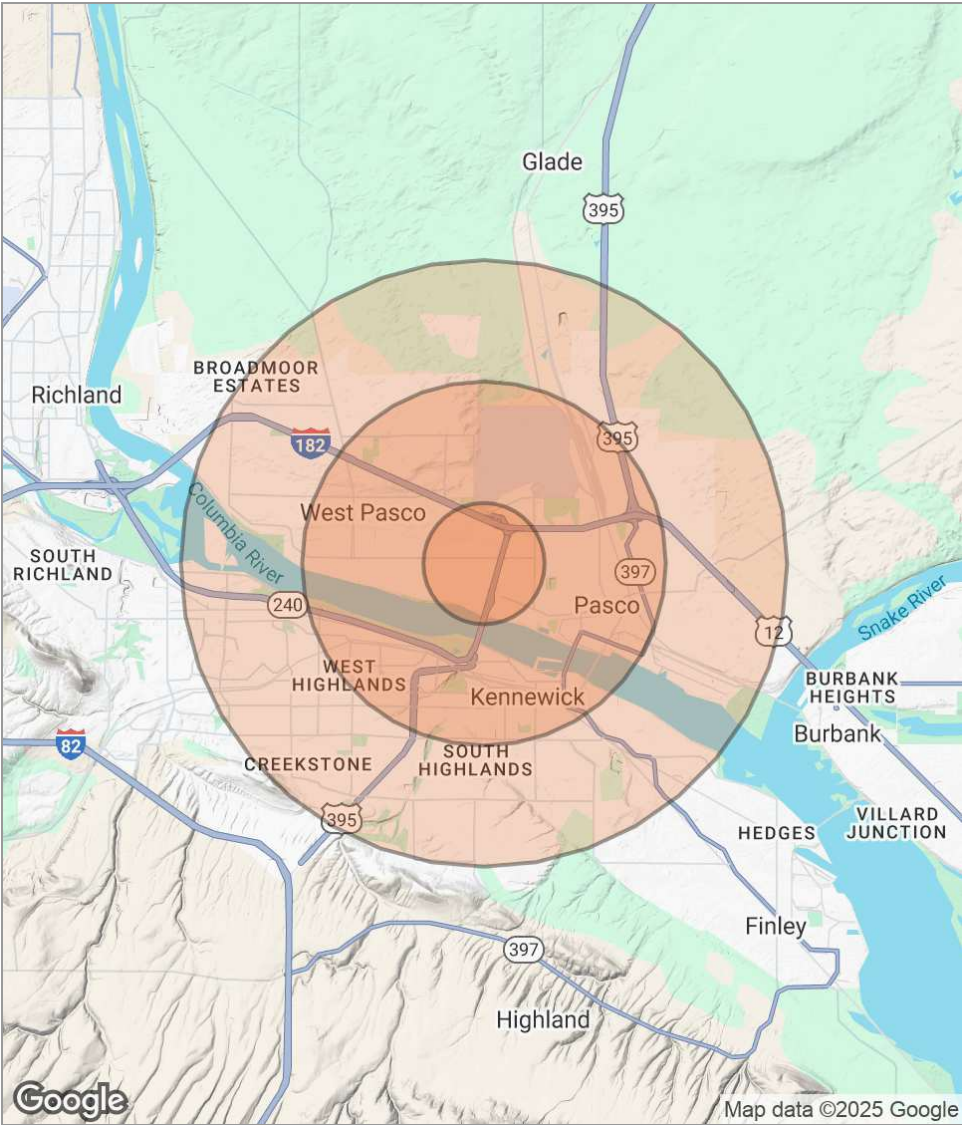 Glade
395
BROADMOOR
ESTATES
Richland
395
182
West Pasco
Columbia River
SOUTH
RICHLAND
397
Snake River
240
Pasco
12
WEST
HIGHLANDS
BURBANK
HEIGHTS
Kennewick
Burbank
82
SOUTH
HIGHLANDS
CREEKSTONE
395
VILLARD
JUNCTION
HEDGES
Finley
397
Highland
Google
Map data ©2025 Google